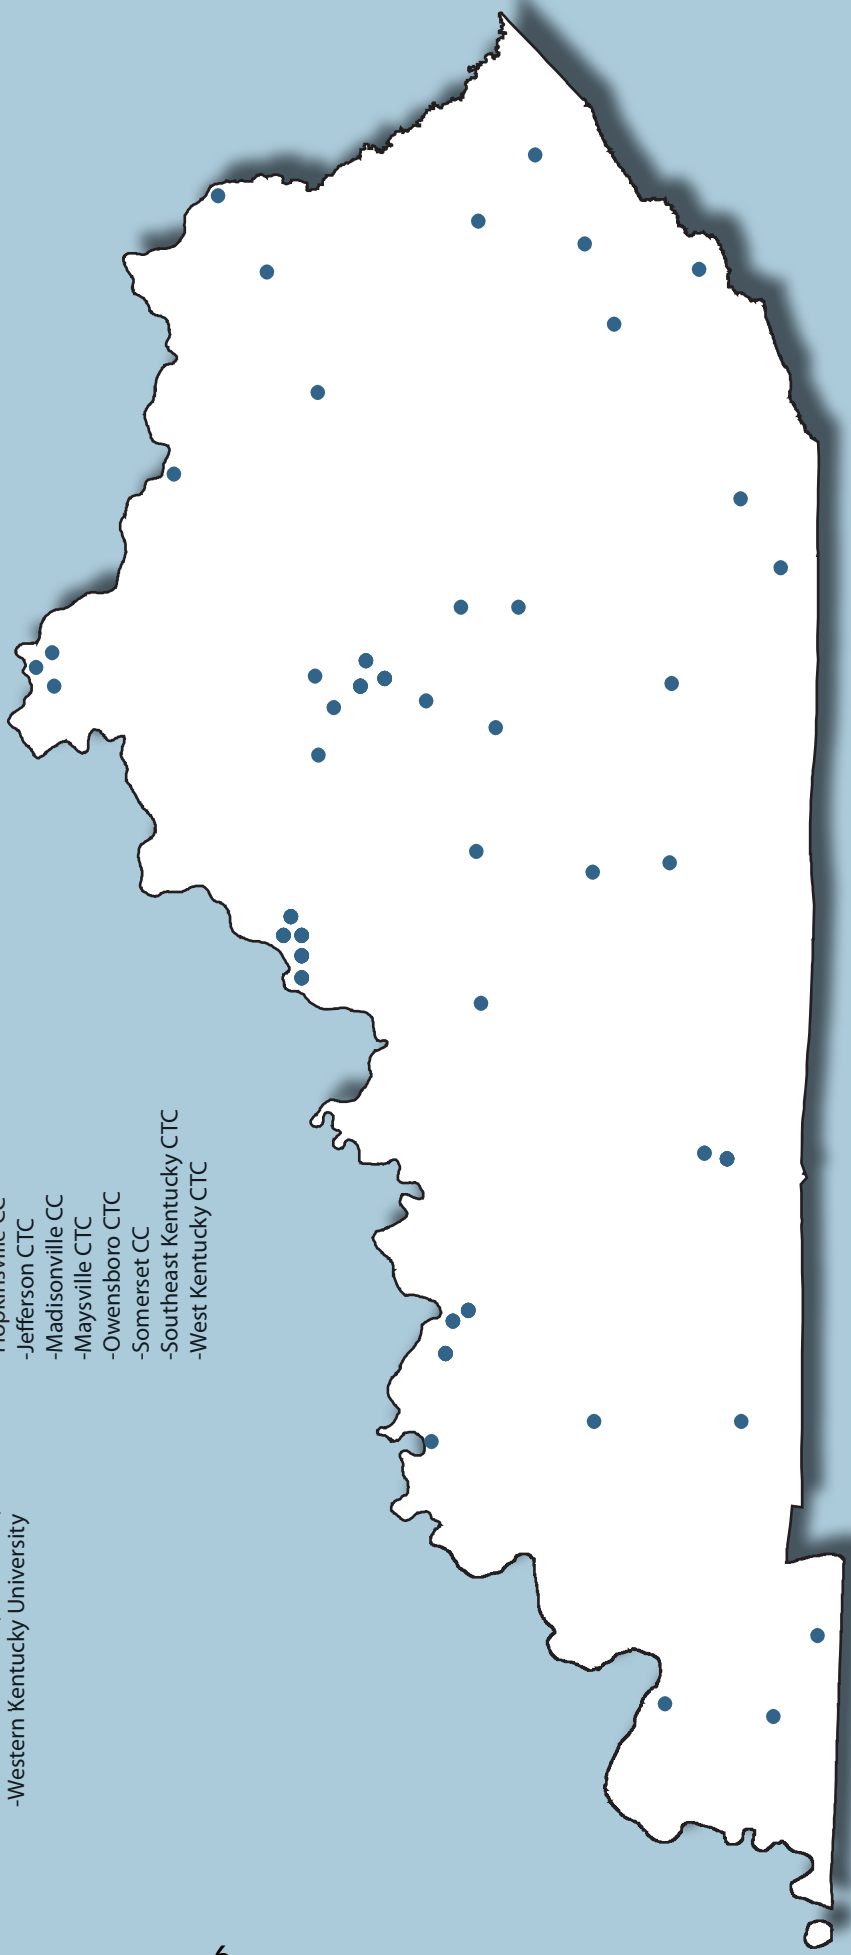 -Western Kentucky University
-Jefferson CTC
-Madisonville CC
-Maysville CTC
-Owensboro CTC
-Somerset CC
-Southeast Kentucky CTC
-West Kentucky CTC